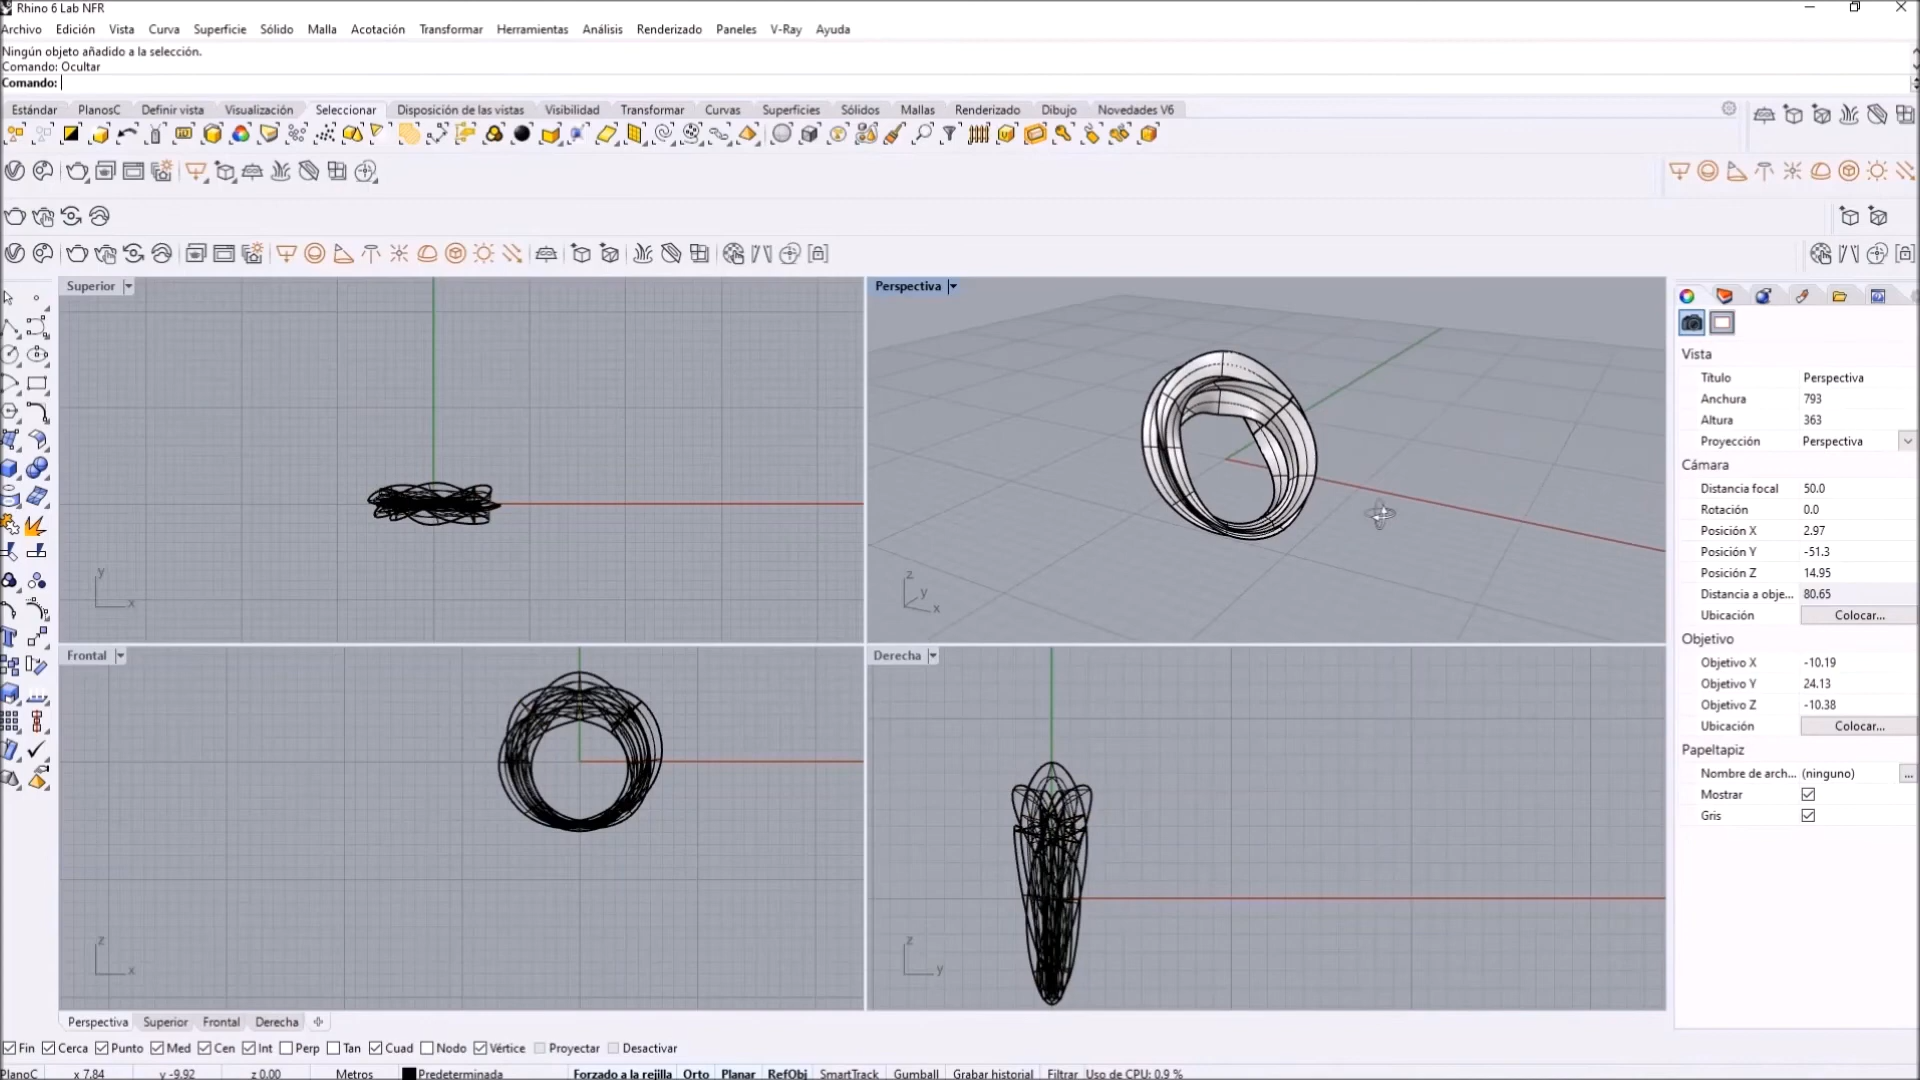 Rhino 6 Lab NFR
Archivo Edición Vista Curva Superficie Sólido Malla Acotación Transformar Herramientas Análisis Renderizado Paneles V-Ray Ayuda
Ningún objeto añadido a la selección.
Comando: Ocultar
Comando:
Estándar PlanosC Definir vista Visualización Seleccionar Disposición de las vistas Visibilidad Transformar Curvas Superficies Sólidos Mallas Renderizado Dibujo Novedades V6
Superior
Perspectiva
y
x
z
y
x
Frontal
Derecha
z
x
z
y
Vista
Título Perspectiva
Anchura 793
Altura 363
Proyección Perspectiva
Cámara
Distancia focal 50.0
Rotación 0.0
Posición X 2.97
Posición Y -51.3
Posición Z 14.95
Distancia a obje... 80.65
Ubicación Colocar...
Objetivo
Objetivo X -10.19
Objetivo Y 24.13
Objetivo Z -10.38
Ubicación Colocar...
Papeltapiz
Nombre de arch... (ninguno) ...
Mostrar
Gris
Perspectiva Superior Frontal Derecha
Fin Cerca Punto Med Cen Int Perp Tan Cuad Nodo Vértice Proyectar Desactivar
PlanoC x 7.84 y -9.92 z 0.00 Metros Predeterminada Forzado a la rejilla Orto Planar RefObj SmartTrack Gumball Grabar historial Filtrar Uso de CPU: 0.9 %